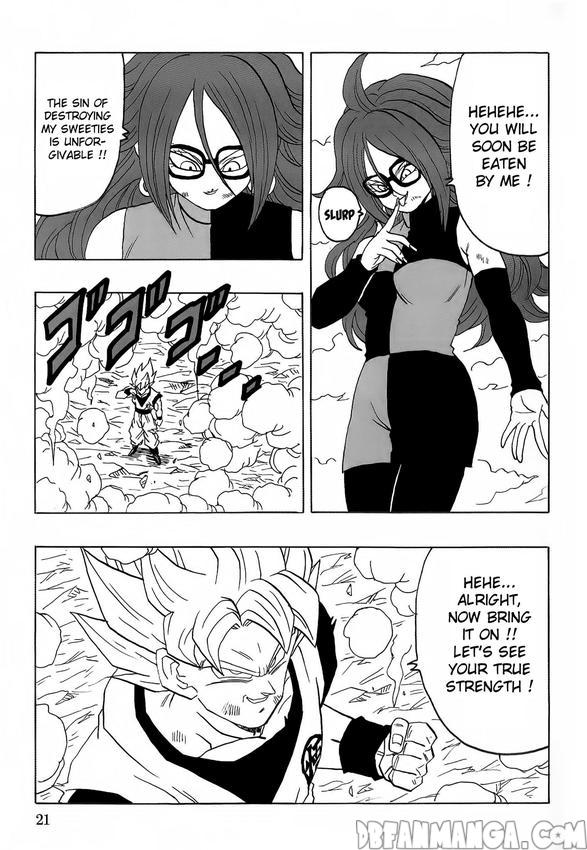 HEHEHE...
YOU WILL
SOON BE
EATEN
BY ME !
SLURP
THE SIN OF
DESTROYING
MY SWEETIES
IS UNFOR-
GIVABLE !!
ゴゴゴ...
HEHE...
ALRIGHT,
NOW BRING
IT ON !!
LET'S SEE
YOUR TRUE
STRENGTH !
21
DBFANMANGA.COM